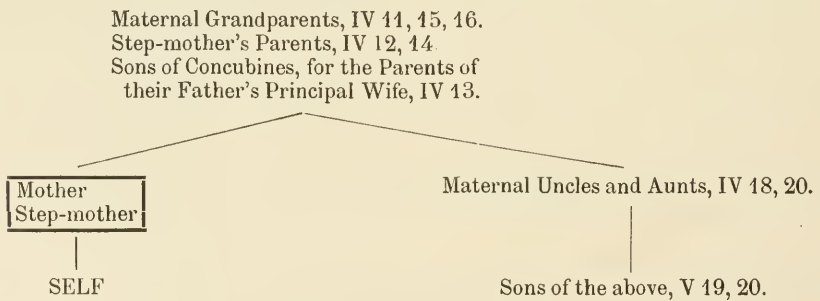 Maternal Grandparents, IV 11, 15, 16.
Step-mother's Parents, IV 12, 14
Sons of Concubines, for the Parents of
their Father's Principal Wife, IV 13.
Mother
Step-mother
Maternal Uncles and Aunts, IV 18, 20.
SELF
Sons of the above, V 19, 20.